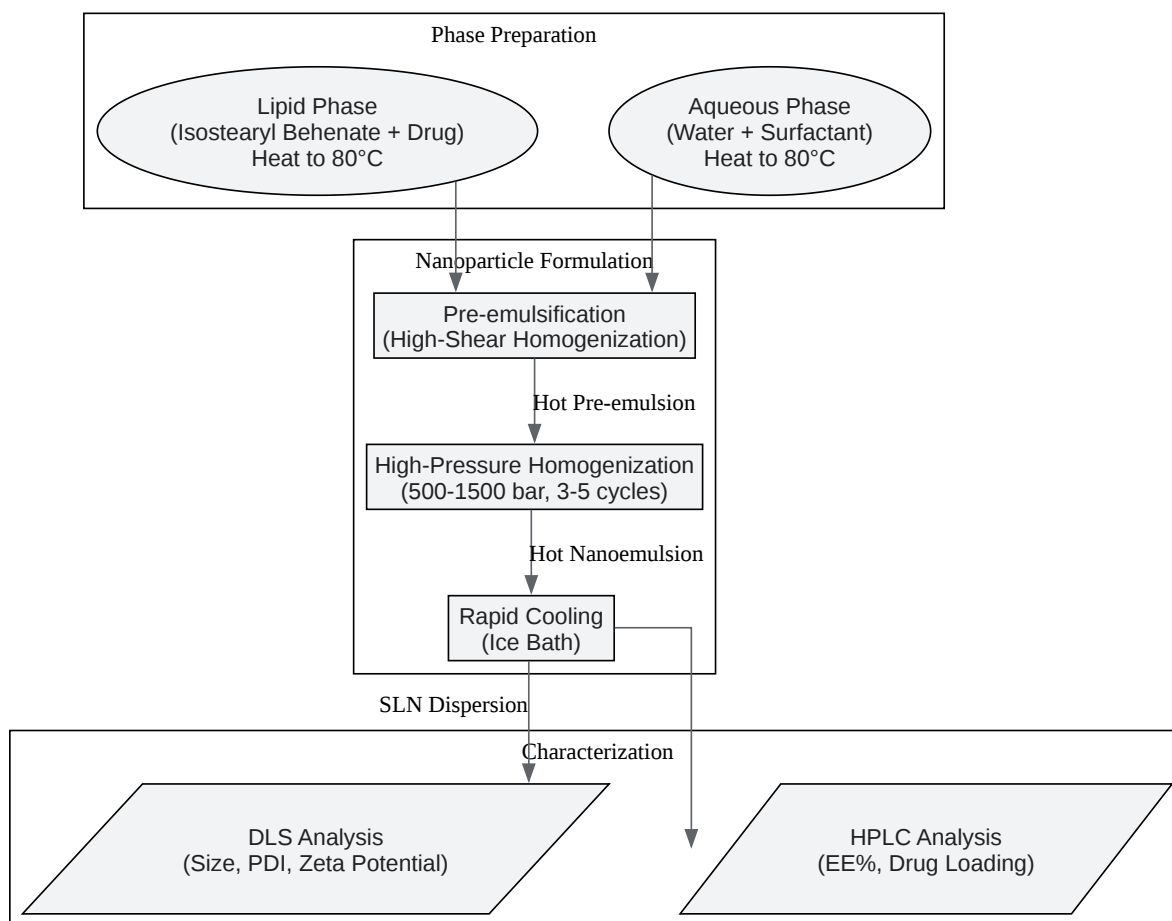 Phase Preparation
Lipid Phase
(Isostearyl Behenate + Drug)
Heat to 80°C
Aqueous Phase
(Water + Surfactant)
Heat to 80°C
Nanoparticle Formulation
Pre-emulsification
(High-Shear Homogenization)
Hot Pre-emulsion
High-Pressure Homogenization
(500-1500 bar, 3-5 cycles)
Hot Nanoemulsion
Rapid Cooling
(Ice Bath)
SLN Dispersion
Characterization
DLS Analysis
(Size, PDI, Zeta Potential)
HPLC Analysis
(EE%, Drug Loading)